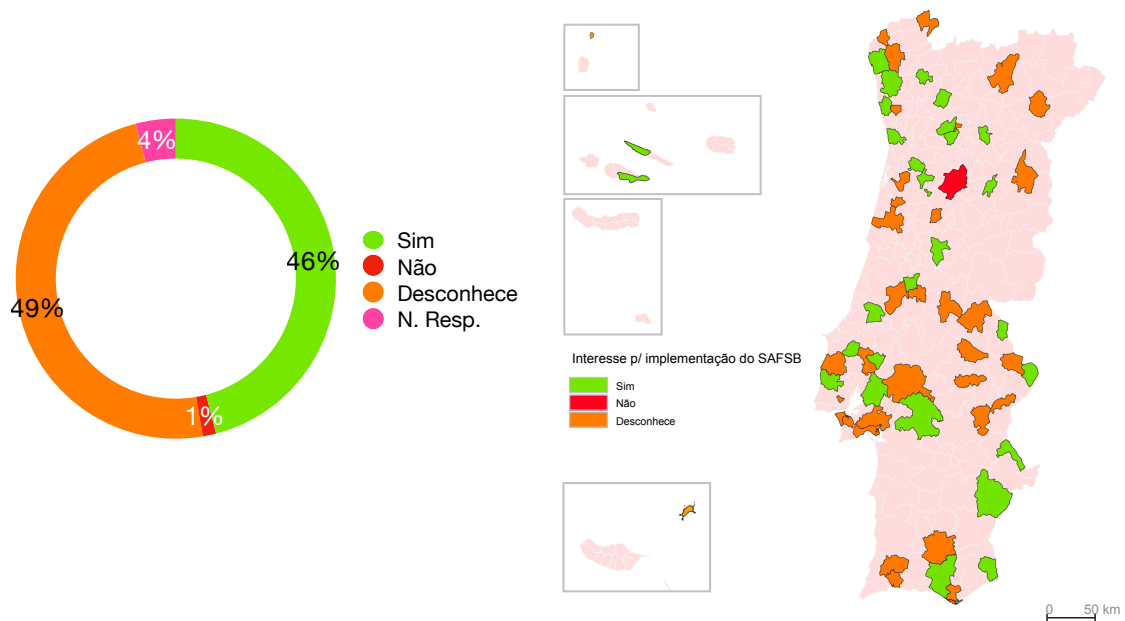 4%
46%
49%
1%
Sim
Não
Desconhece
N. Resp.
Interesse p/ implementação do SAFSB
Sim
Não
Desconhece
0 50 km